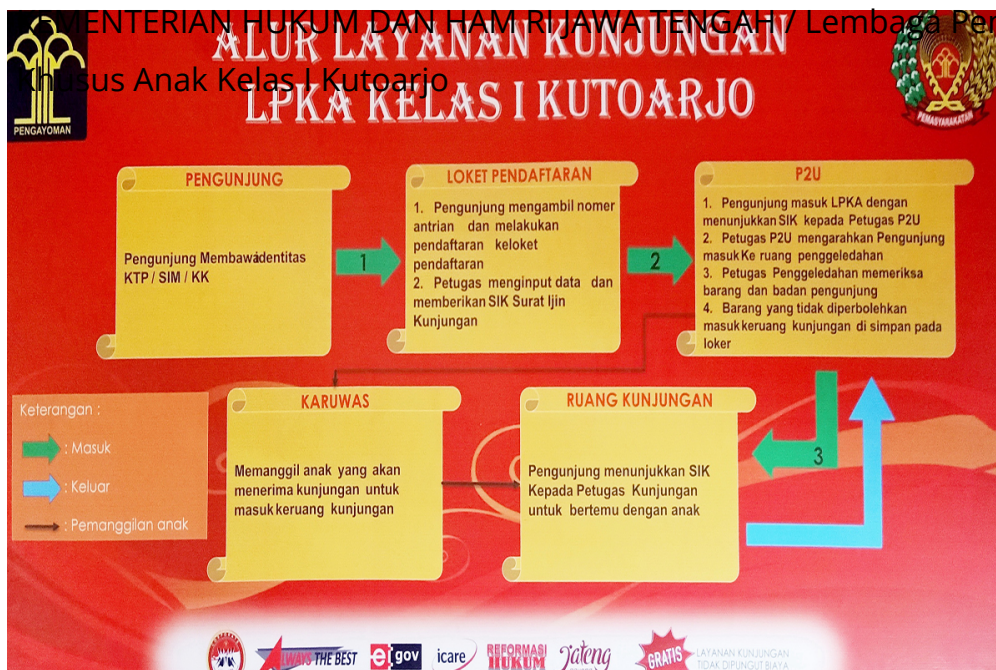 KEMENTERIAN HUKUM DAN HAM RI JAWA TENGAH / Lembaga
Khusus Anak Kelas I Kutoarjo
ALUR LAYANAN KUNJUNGAN
LPKA KELAS I KUTOARJO
PENGAYOMAN
PEMASYARAKATAN
PENGUNJUNG
Pengunjung Membawa identitas
KTP / SIM / KK
1
LOKET PENDAFTARAN
1. Pengunjung mengambil nomer
antrian dan melakukan
pendaftaran keloket
pendaftaran
2. Petugas menginput data dan
memberikan SIK Surat Ijin
Kunjungan
2
P2U
1. Pengunjung masuk LPKA dengan
menunjukkan SIK kepada Petugas P2U
2. Petugas P2U mengarahkan Pengunjung
masuk Ke ruang penggeledahan
3. Petugas Penggeledahan memeriksa
barang dan badan pengunjung
4. Barang yang tidak diperbolehkan
masuk keruang kunjungan di simpan pada
loker
3
Keterangan :
: Masuk
: Keluar
: Pemanggilan anak
KARUWAS
Memanggil anak yang akan
menerima kunjungan untuk
masuk keruang kunjungan
RUANG KUNJUNGAN
Pengunjung menunjukkan SIK
Kepada Petugas Kunjungan
untuk bertemu dengan anak
ALWAYS THE BEST
e gov
icare
REFORMASI
HUKUM
Jateng
GRATIS
LAYANAN KUNJUNGAN
TIDAK DIPUNGUT BIAYA